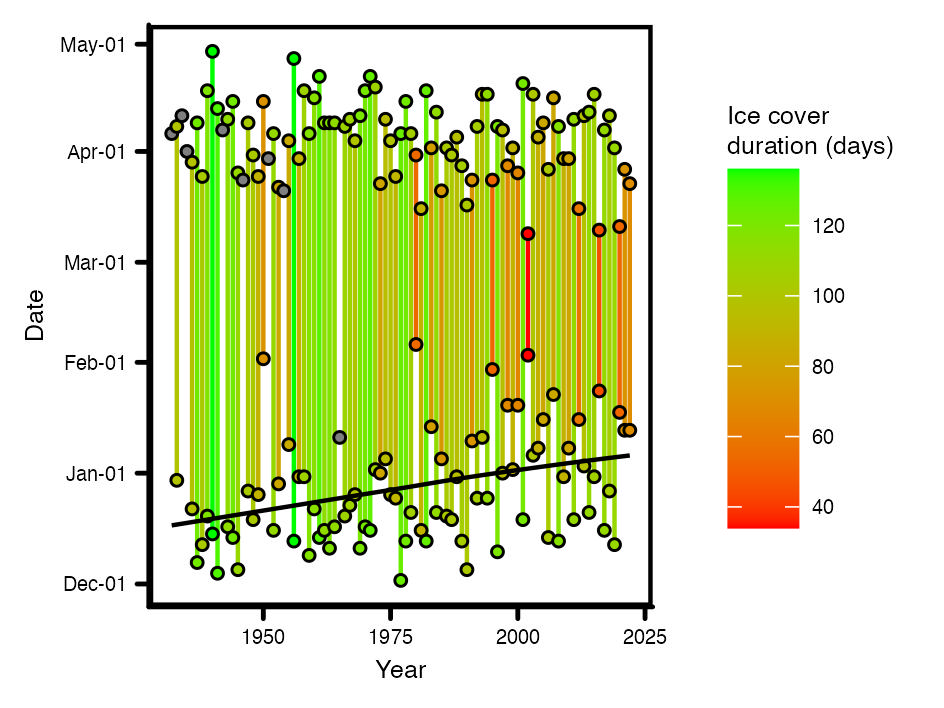 May-01
Apr-01
Mar-01
Feb-01
Jan-01
Dec-01
Date
1950 1975 2000 2025
Year
Ice cover
duration (days)
120
100
80
60
40